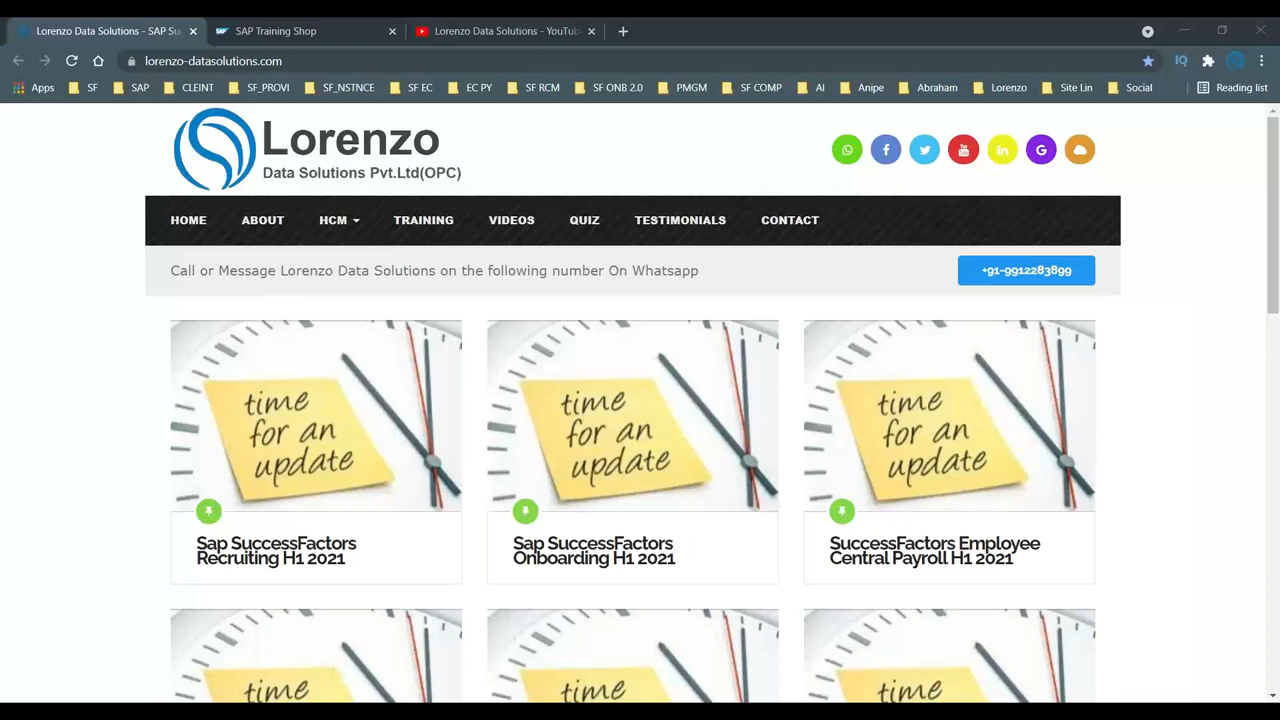 Lorenzo Data Solutions - SAP Su
SAP Training Shop
Lorenzo Data Solutions - YouTub
lorenzo-datasolutions.com
IQ
Apps
SF
SAP
CLEINT
SF_PROVI
SF_NSTNCE
SF EC
EC PY
SF RCM
SF ONB 2.0
PMGM
SF COMP
AI
Anipe
Abraham
Lorenzo
Site Lin
Social
Reading list
Lorenzo
Data Solutions Pvt.Ltd(OPC)
HOME
ABOUT
HCM
TRAINING
VIDEOS
QUIZ
TESTIMONIALS
CONTACT
Call or Message Lorenzo Data Solutions on the following number On Whatsapp
+91-9912283899
time
for an
update
time
for an
update
time
for an
update
Sap SuccessFactors
Recruiting H1 2021
Sap SuccessFactors
Onboarding H1 2021
SuccessFactors Employee
Central Payroll H1 2021
time
time
time